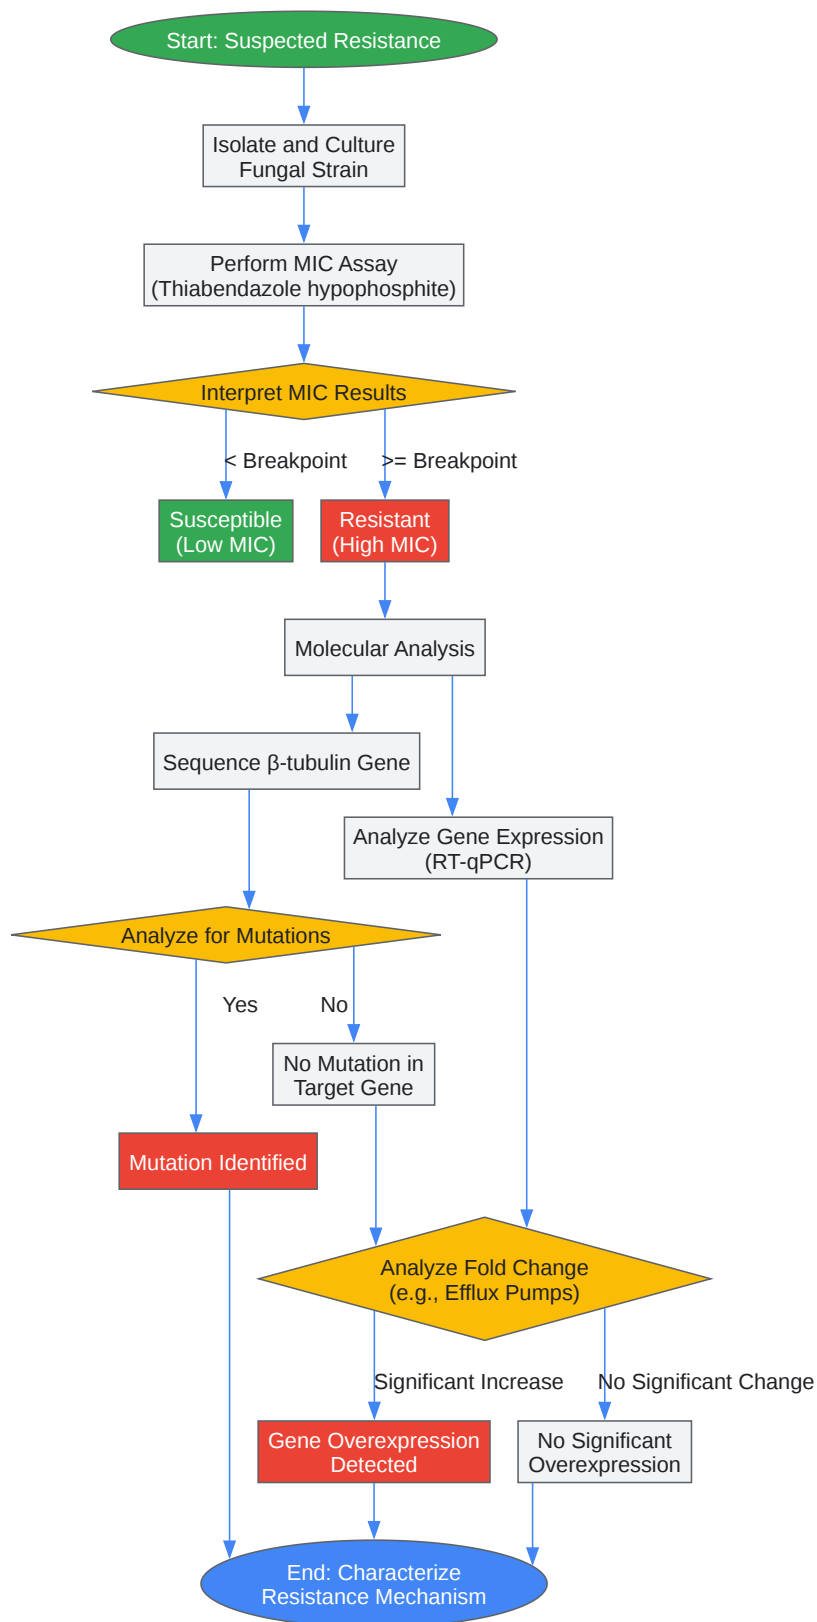 Start: Suspected Resistance
Isolate and Culture
Fungal Strain
Perform MIC Assay
(Thiabendazole hypophosphite)
Interpret MIC Results
< Breakpoint
>= Breakpoint
Susceptible
(Low MIC)
Resistant
(High MIC)
Molecular Analysis
Sequence β-tubulin Gene
Analyze Gene Expression
(RT-qPCR)
Analyze for Mutations
Yes
No
No Mutation in
Target Gene
Mutation Identified
Analyze Fold Change
(e.g., Efflux Pumps)
Significant Increase
No Significant Change
Gene Overexpression
Detected
No Significant
Overexpression
End: Characterize
Resistance Mechanism